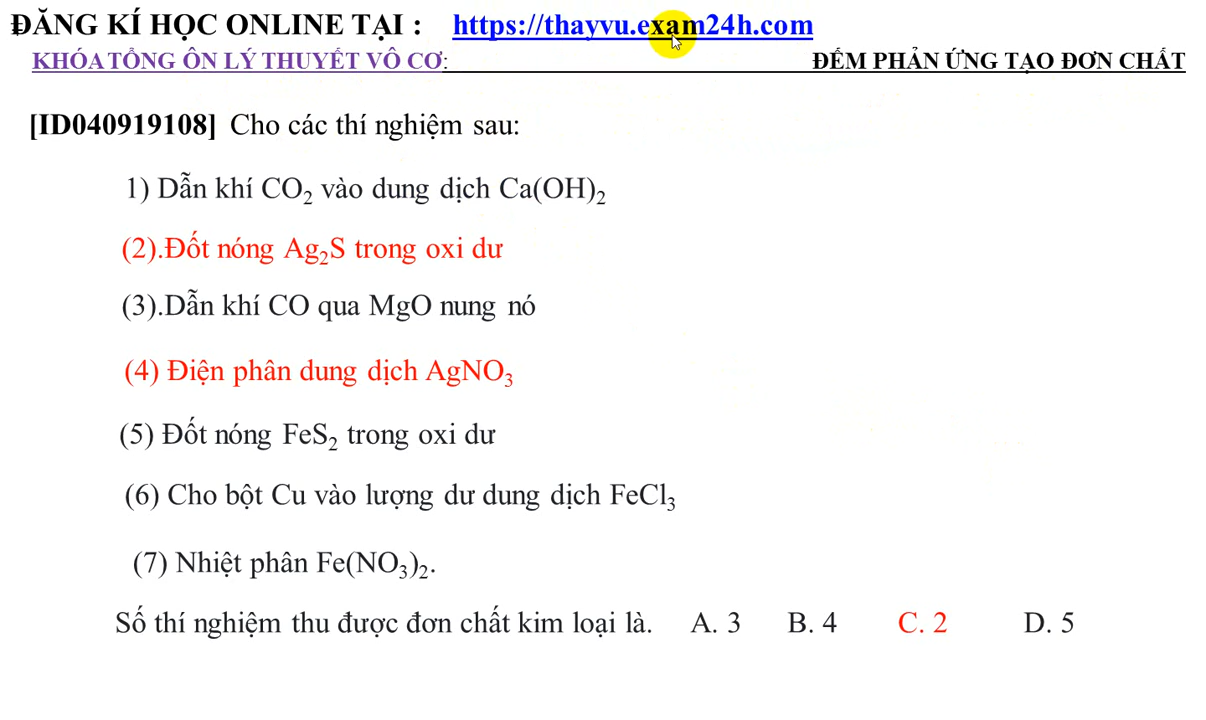 ĐĂNG KÍ HỌC ONLINE TẠI : https://thayvu.exam24h.com
KHÓA TỔNG ÔN LÝ THUYẾT VÔ CƠ: ĐẾM PHẢN ỨNG TẠO ĐƠN CHẤT
[ID040919108] Cho các thí nghiệm sau:
1) Dẫn khí CO₂ vào dung dịch Ca(OH)₂
(2).Đốt nóng Ag₂S trong oxi dư
(3).Dẫn khí CO qua MgO nung nó
(4) Điện phân dung dịch AgNO₃
(5) Đốt nóng FeS₂ trong oxi dư
(6) Cho bột Cu vào lượng dư dung dịch FeCl₃
(7) Nhiệt phân Fe(NO₃)₂.
Số thí nghiệm thu được đơn chất kim loại là. A. 3 B. 4 C. 2 D. 5